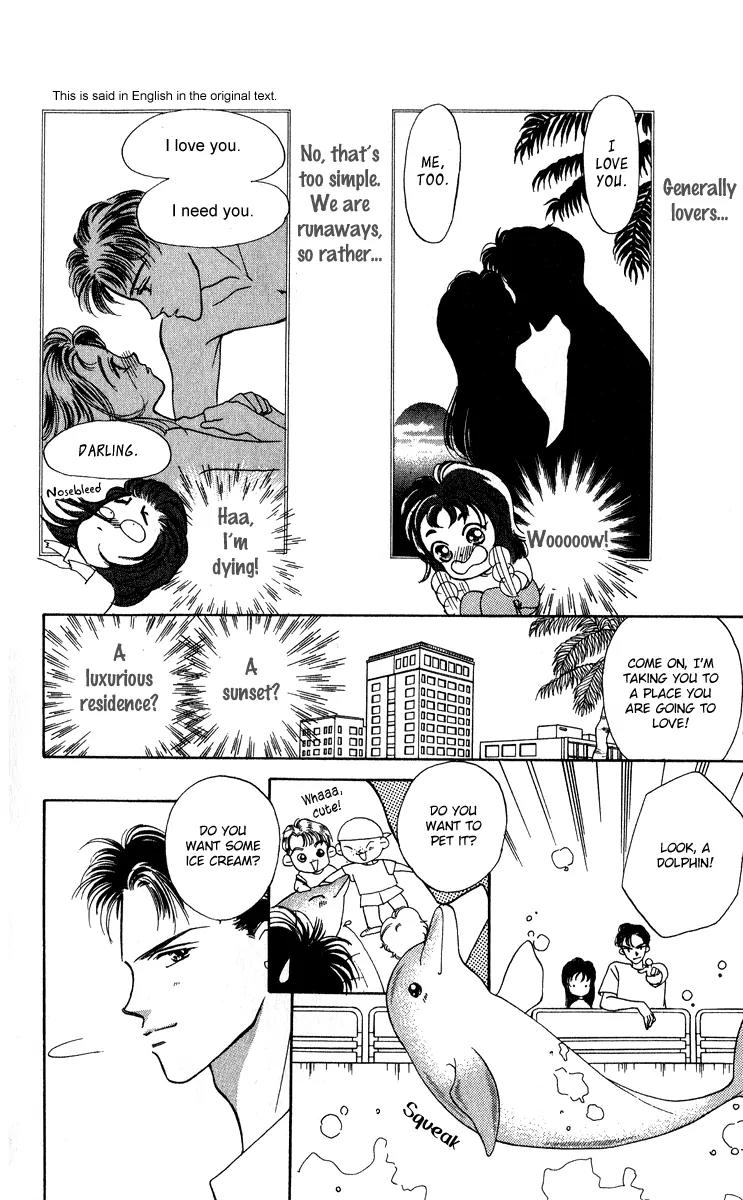 This is said in English in the original text.
Generally
lovers...
I
LOVE
YOU.
ME,
TOO.
Wooooow!
No, that's
too simple.
We are
runaways,
so rather...
I love you.
I need you.
DARLING.
Nosebleed
Haa,
I'm
dying!
COME ON, I'M
TAKING YOU TO
A PLACE YOU
ARE GOING TO
LOVE!
A
sunset?
A
luxurious
residence?
LOOK, A
DOLPHIN!
Squeak
DO YOU
WANT TO
PET IT?
Whaaa,
cute!
DO YOU
WANT SOME
ICE CREAM?